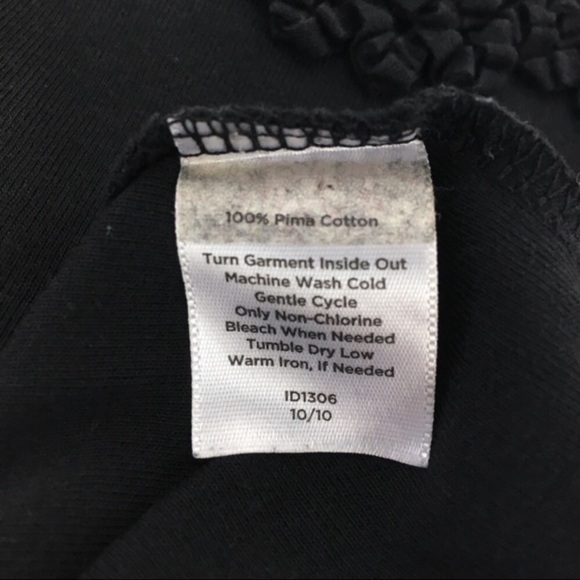 100% Pima Cotton
Turn Garment Inside Out
Machine Wash Cold
Gentle Cycle
Only Non-Chlorine
Bleach When Needed
Tumble Dry Low
Warm Iron, if Needed
ID1306
10/10